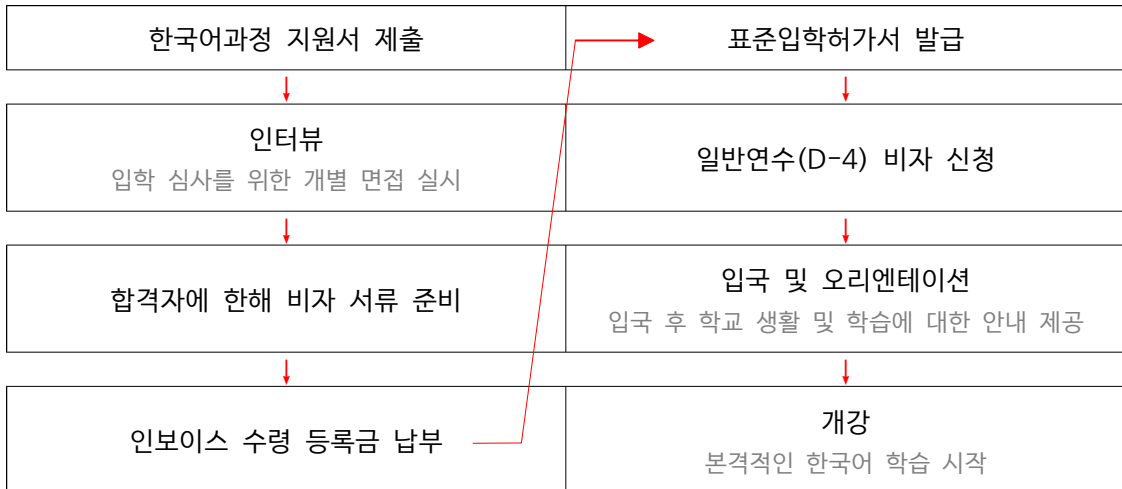 한국어과정 지원서 제출
인터뷰
입학 심사를 위한 개별 면접 실시
합격자에 한해 비자 서류 준비
인보이스 수령 등록금 납부
표준입학허가서 발급
일반연수(D-4) 비자 신청
입국 및 오리엔테이션
입국 후 학교 생활 및 학습에 대한 안내 제공
개강
본격적인 한국어 학습 시작